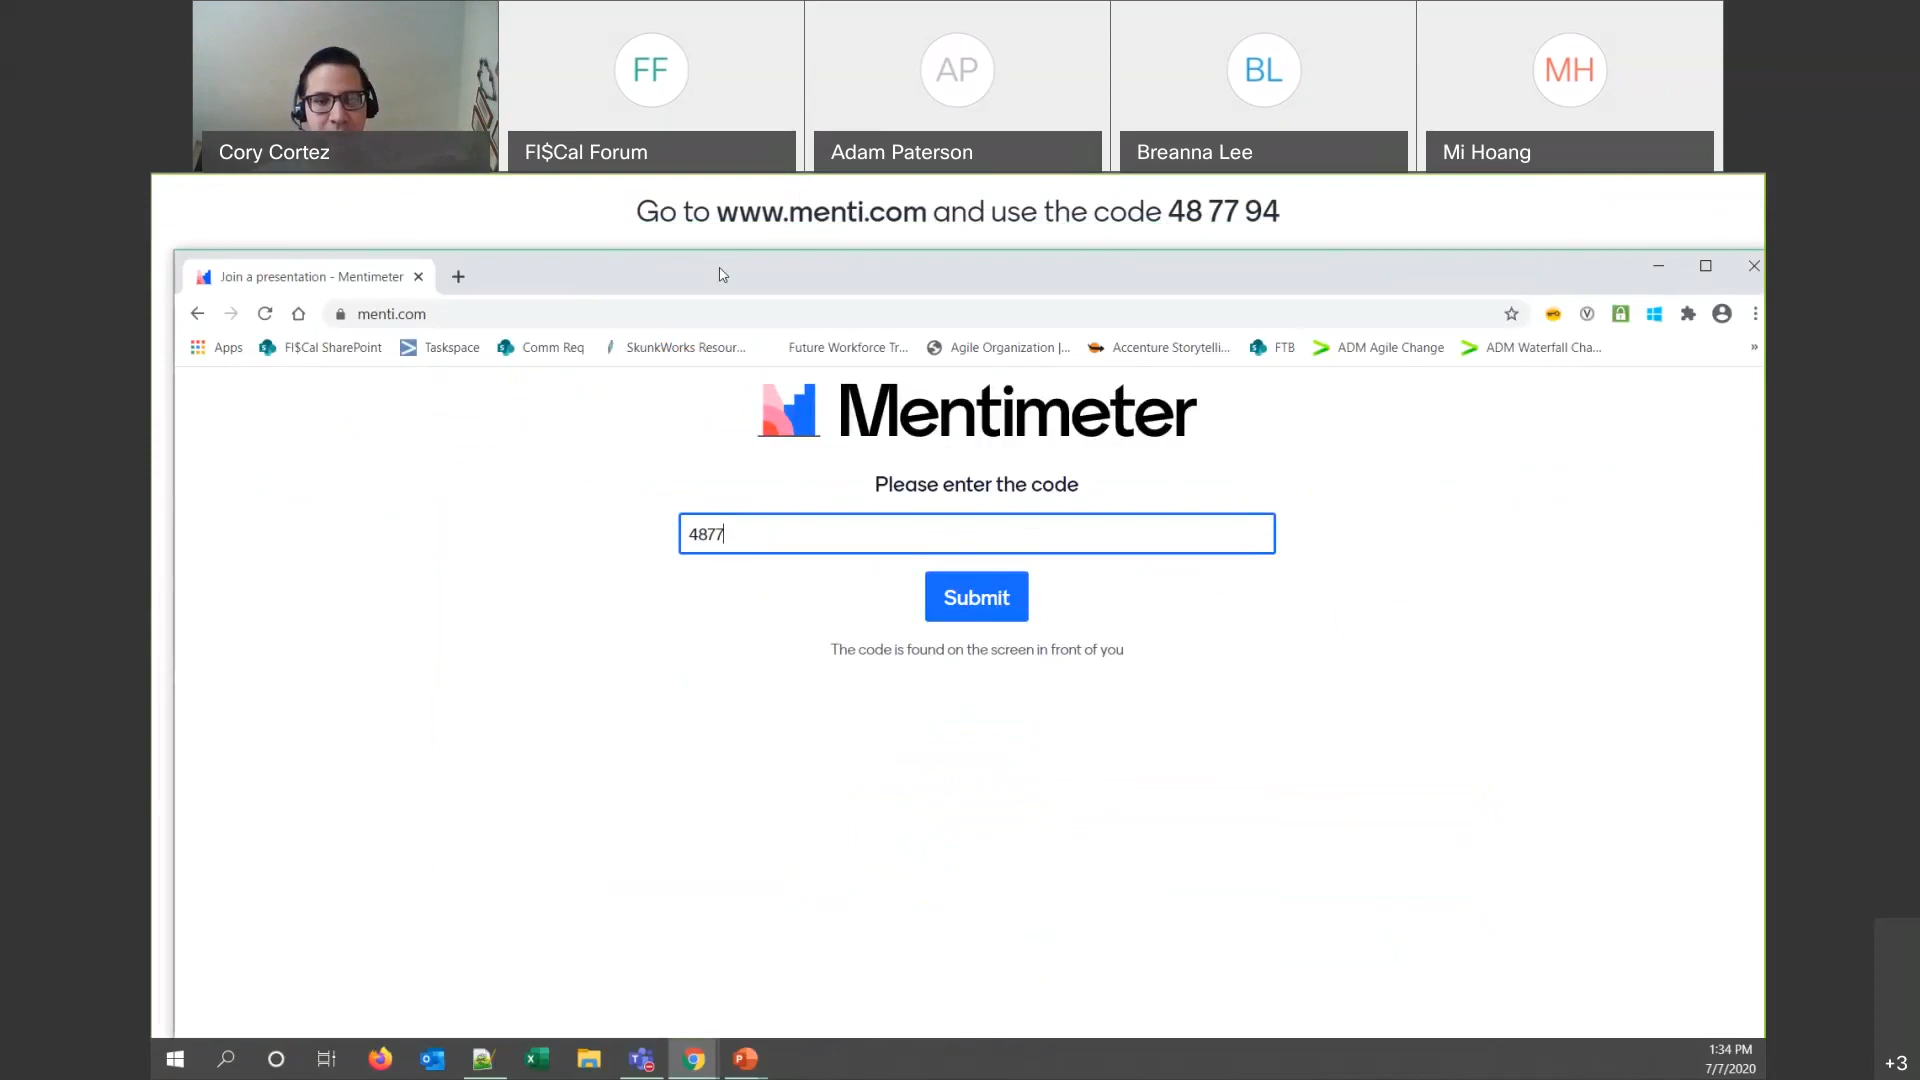 FF
AP
BL
MH
Cory Cortez
FI$Cal Forum
Adam Paterson
Breanna Lee
Mi Hoang
Go to www.menti.com and use the code 48 77 94
Join a presentation - Mentimeter
menti.com
Apps
FI$Cal SharePoint
Taskspace
Comm Req
SkunkWorks Resour...
Future Workforce Tr...
Agile Organization |...
Accenture Storytelli...
FTB
ADM Agile Change
ADM Waterfall Cha...
»
Mentimeter
Please enter the code
4877
Submit
The code is found on the screen in front of you
1:34 PM
7/7/2020
+3